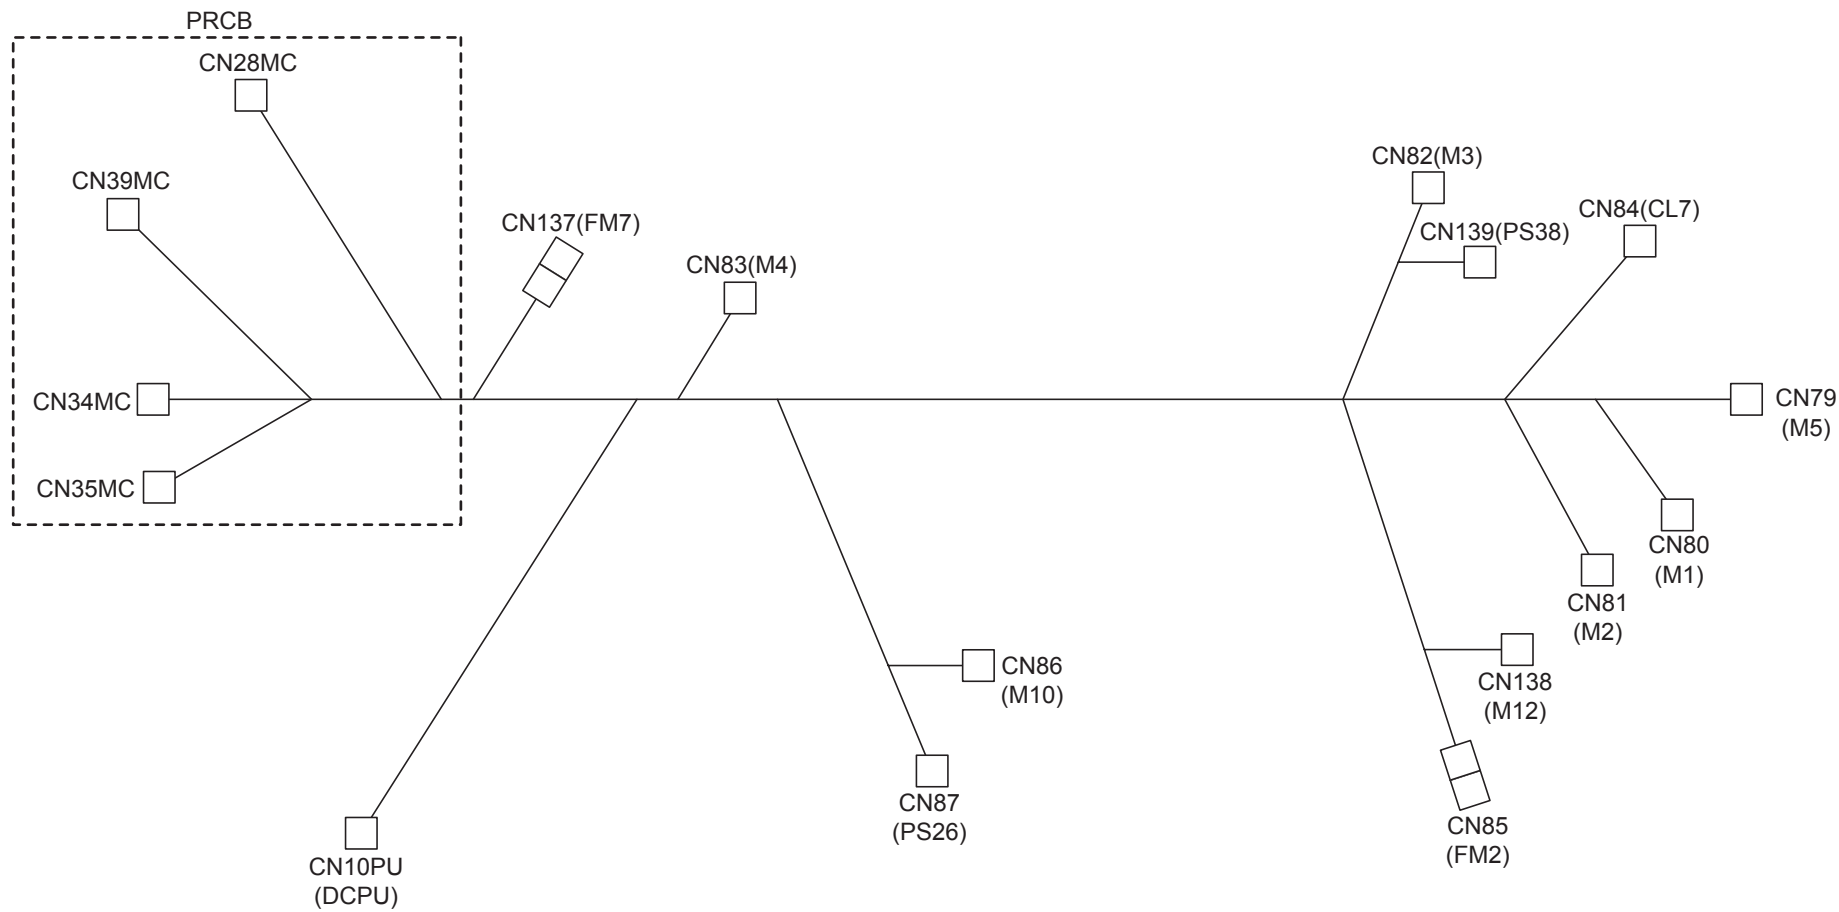 PRCB
CN28MC
CN39MC
CN34MC
CN35MC
CN137(FM7)
CN83(M4)
CN82(M3)
CN139(PS38)
CN84(CL7)
CN79
(M5)
CN80
(M1)
CN81
(M2)
CN86
(M10)
CN138
(M12)
CN87
(PS26)
CN85
(FM2)
CN10PU
(DCPU)